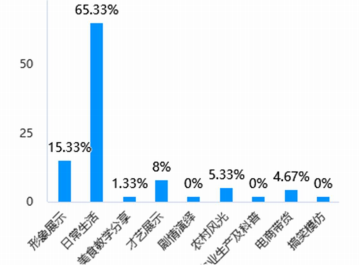 65.33%
50
25
15.33%
1.33%
8%
0%
5.33%
0%
4.67%
0%
0
形象展示
日常生活
美食教学分享
才艺展示
剧情演绎
农村风光
业生产及科普
电商带货
搞笑模仿